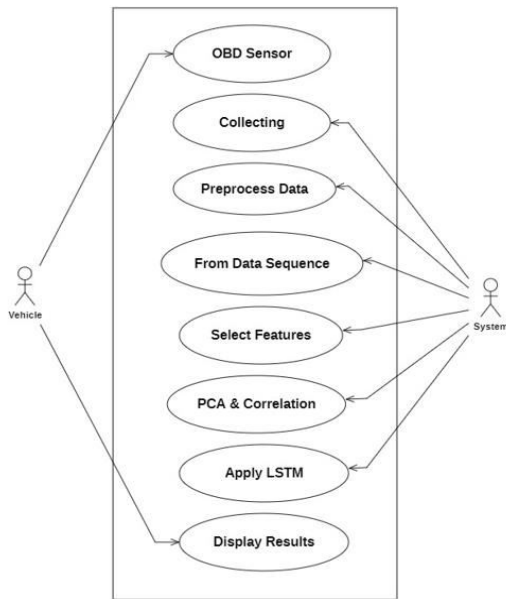 OBD Sensor
Collecting
Preprocess Data
From Data Sequence
Vehicle
System
Select Features
PCA & Correlation
Apply LSTM
Display Results